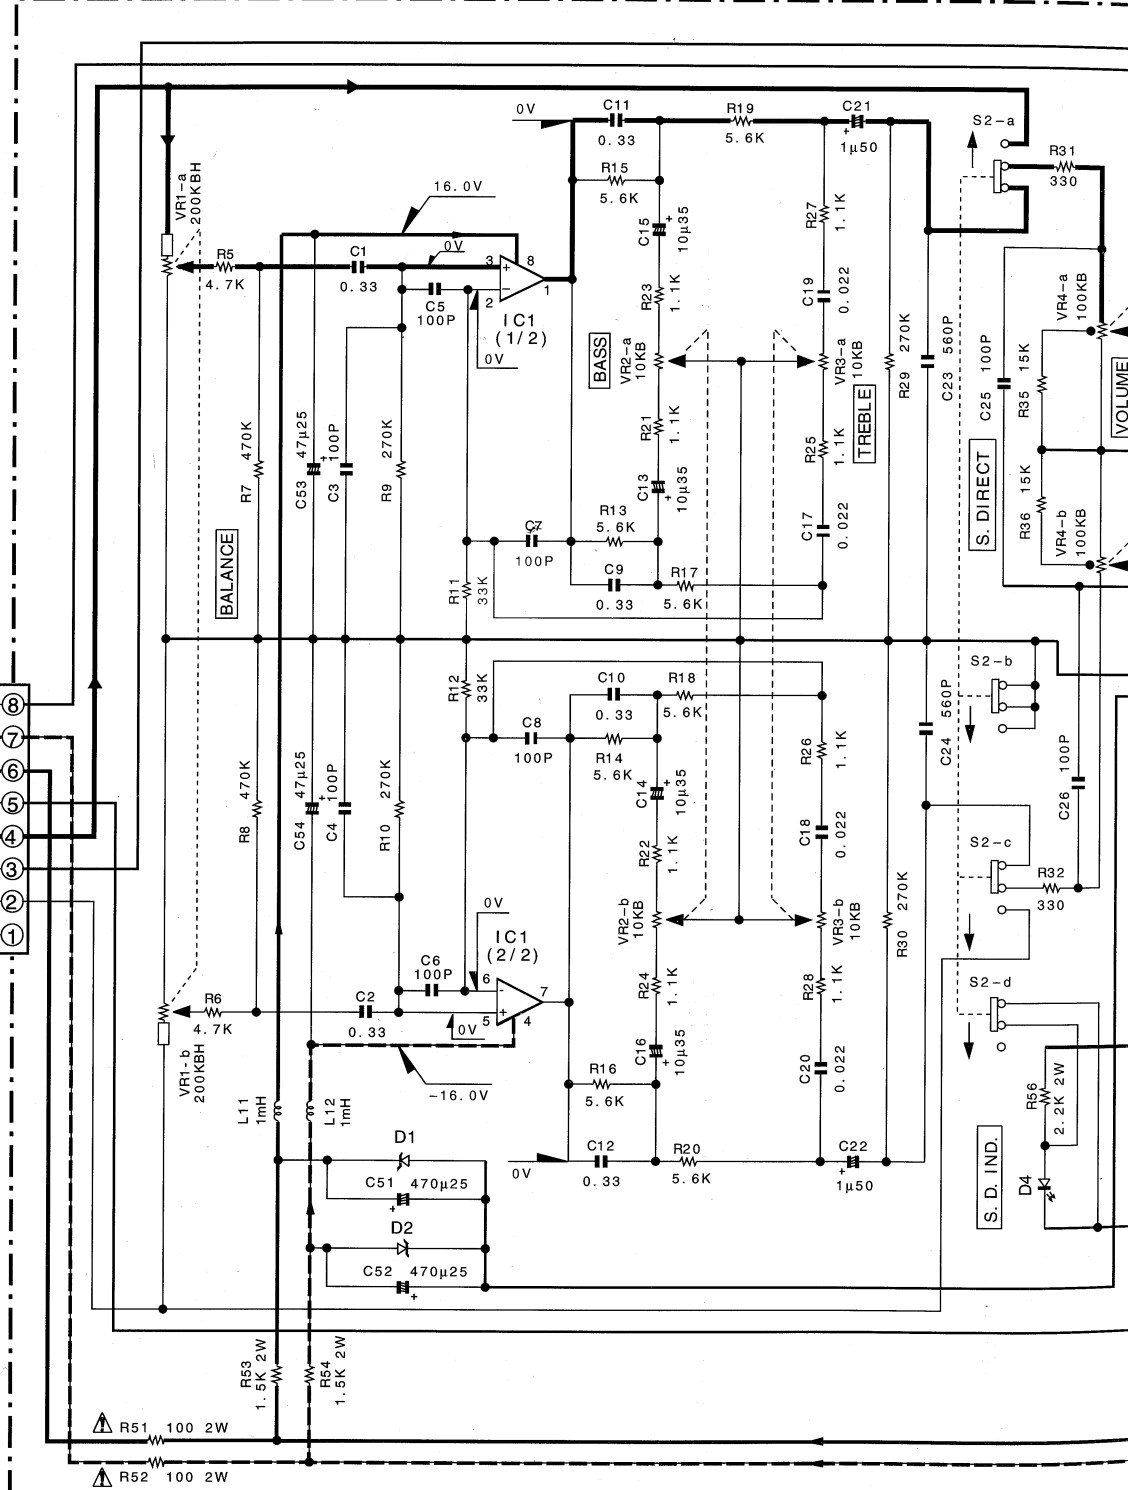 0V
C11
0.33
R19
5.6K
C21
+
1µ50
S2-a
R31
330
VR1-a
200KBH
16.0V
R15
5.6K
C15
+
10µ35
R27
1.1K
R5
4.7K
C1
0.33
0V
3
+
8
−
2
1
C5
100P
IC1
(1/2)
0V
R23
1.1K
C19
0.022
BASS
VR2-a
10KB
VR3-a
10KB
TREBLE
R29 270K
C23 560P
C25 100P
R35 15K
VR4-a
100KB
VOLUME
R7 470K
C53 47µ25
+
C3 100P
R9 270K
R21
1.1K
R25
1.1K
C13
+
10µ35
C17
0.022
S. DIRECT
R36 15K
VR4-b
100KB
BALANCE
C7
100P
R13
5.6K
C9
0.33
R17
5.6K
R11
33K
R12
33K
C10
0.33
R18
5.6K
S2-b
C24 560P
C8
100P
R14
5.6K
R26
1.1K
8
7
6
5
4
3
2
1
R8 470K
C54 47µ25
+
C4 100P
R10 270K
C14
+
10µ35
C18
0.022
C26 100P
R22
1.1K
S2-c
R32
330
R30 270K
VR2-b
10KB
VR3-b
10KB
0V
IC1
(2/2)
C6
100P
6
-
7
5
+
4
0V
R24
1.1K
R28
1.1K
S2-d
R6
4.7K
C2
0.33
VR1-b
200KBH
-16.0V
C16
+
10µ35
C20
0.022
L11
1mH
L12
1mH
R16
5.6K
R56
2.2K 2W
D1
C51 470µ25
+
0V
C12
0.33
R20
5.6K
C22
+
1µ50
S. D. IND.
D4
D2
C52 470µ25
+
R53
1.5K 2W
R54
1.5K 2W
R51 100 2W
R52 100 2W